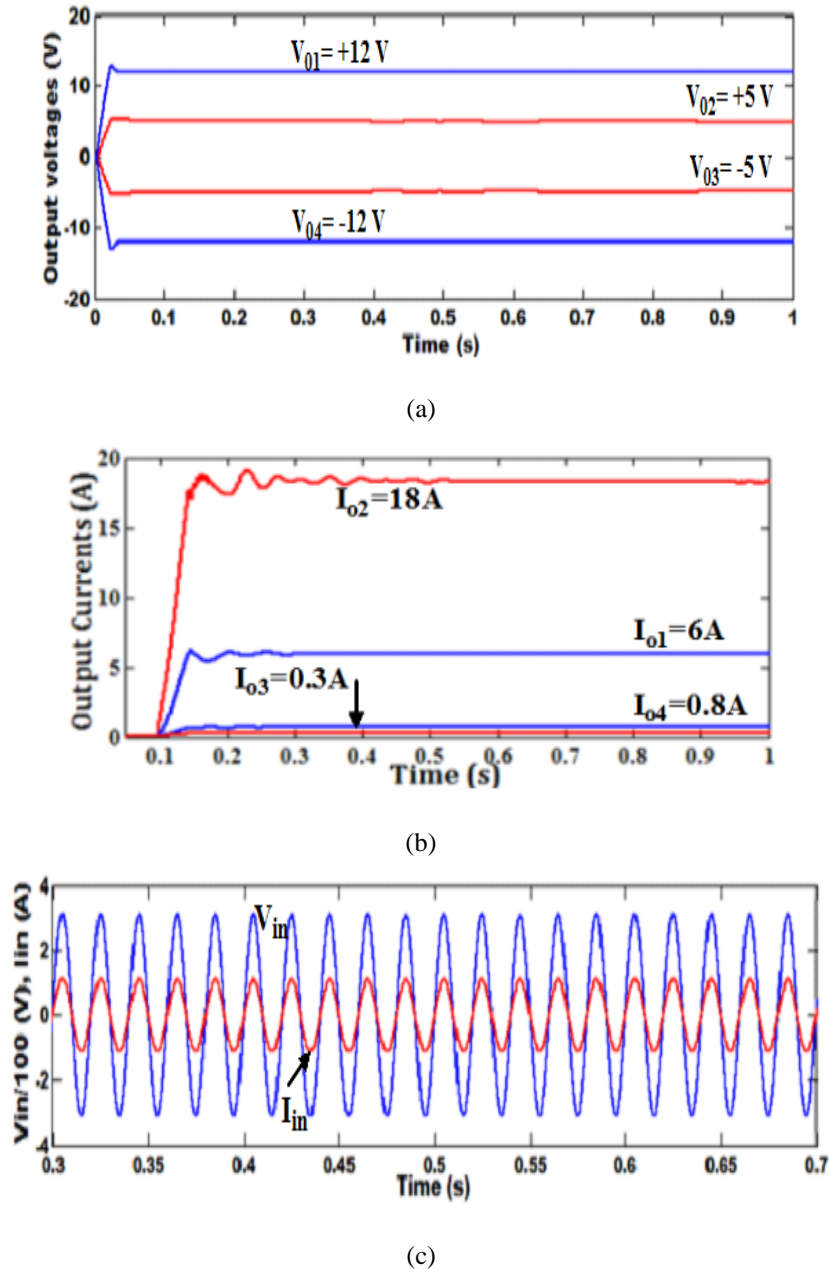 20
10
0
-10
-20
Output voltages (V)
V01= +12 V
V02= +5 V
V03= -5 V
V04= -12 V
0 0.1 0.2 0.3 0.4 0.5 0.6 0.7 0.8 0.9 1
Time (s)
(a)
20
15
10
5
0
Output Currents (A)
Io2=18A
Io1=6A
Io3=0.3A
Io4=0.8A
0.1 0.2 0.3 0.4 0.5 0.6 0.7 0.8 0.9 1
Time (s)
(b)
4
2
0
-2
-4
Vin/100 (V), Iin (A)
Vin
Iin
0.3 0.35 0.4 0.45 0.5 0.55 0.6 0.65 0.7
Time (s)
(c)